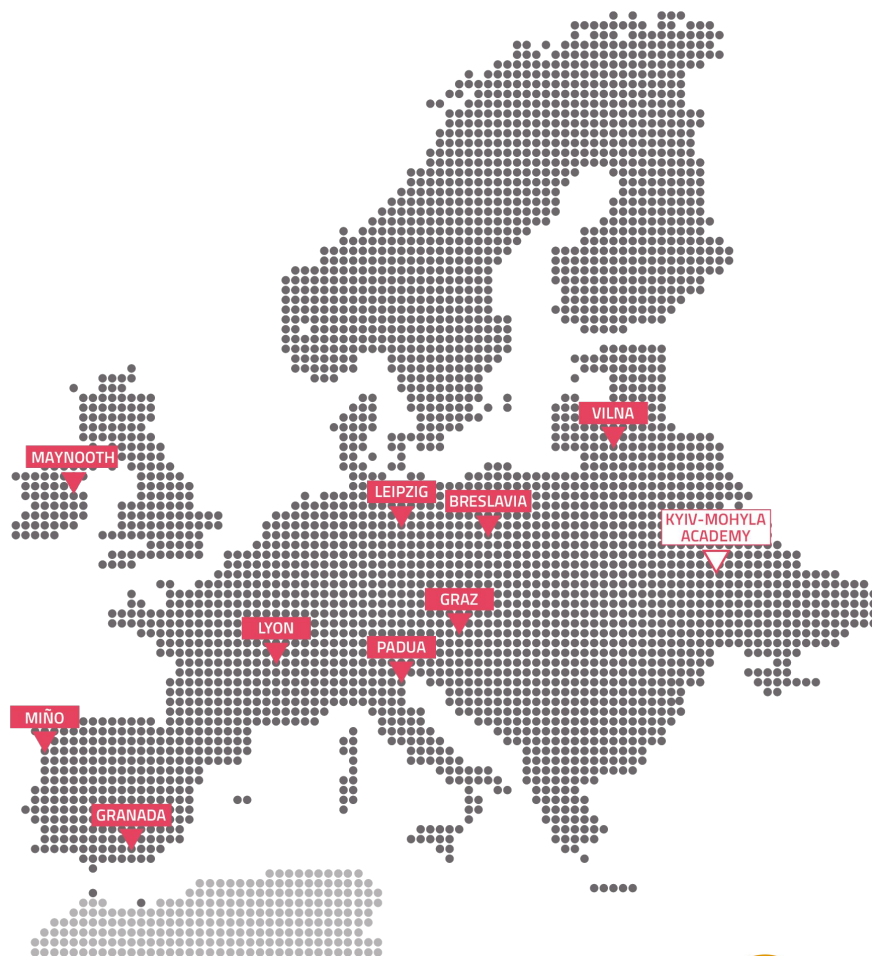 VILNA
MAYNOOTH
LEIPZIG
BRESLAVIA
KYIV-MOHYLA
ACADEMY
GRAZ
LYON
PADUA
MIÑO
GRANADA